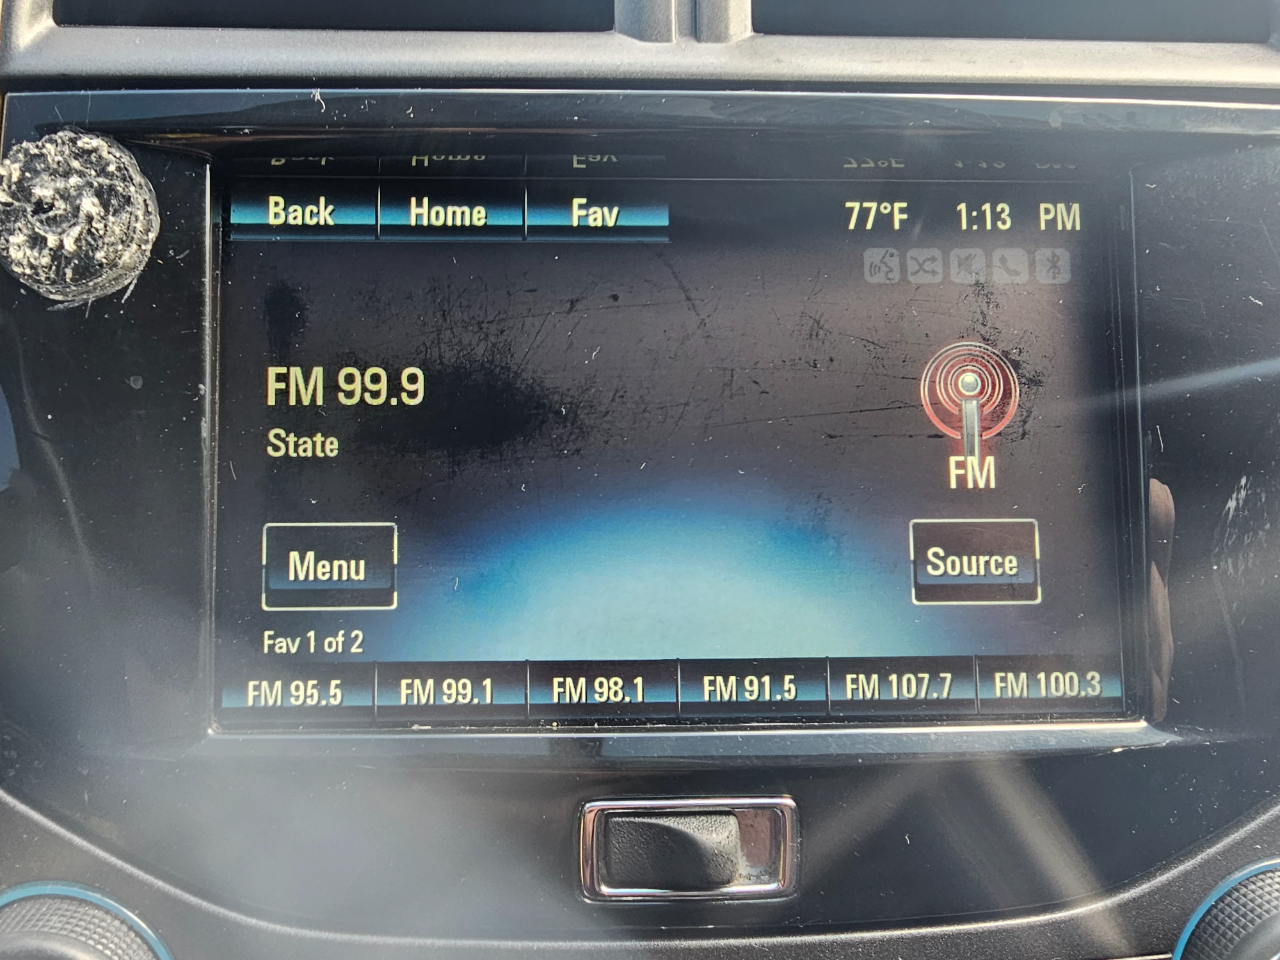 Back Home Fav 77°F 1:13 PM
FM 99.9
State
FM
Menu
Source
Fav 1 of 2
FM 95.5 FM 99.1 FM 98.1 FM 91.5 FM 107.7 FM 100.3